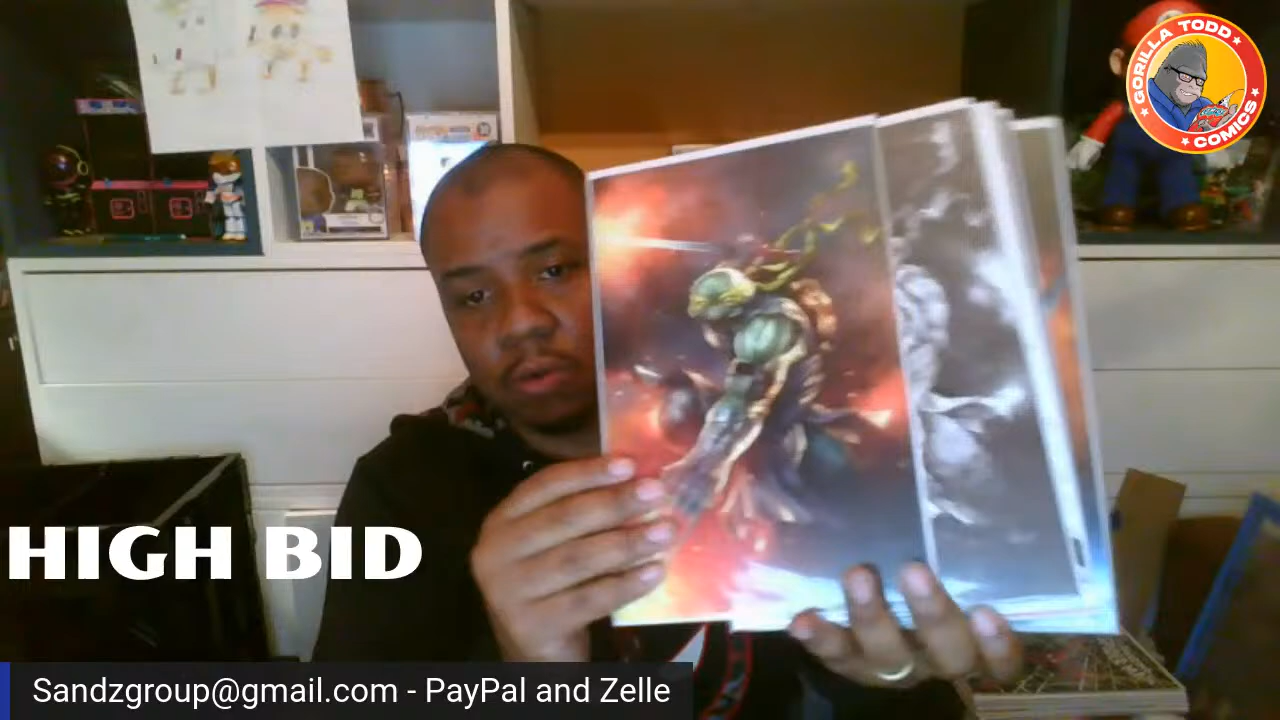 GORILLA TODD
COMICS
HIGH BID
Sandzgroup@gmail.com - PayPal and Zelle